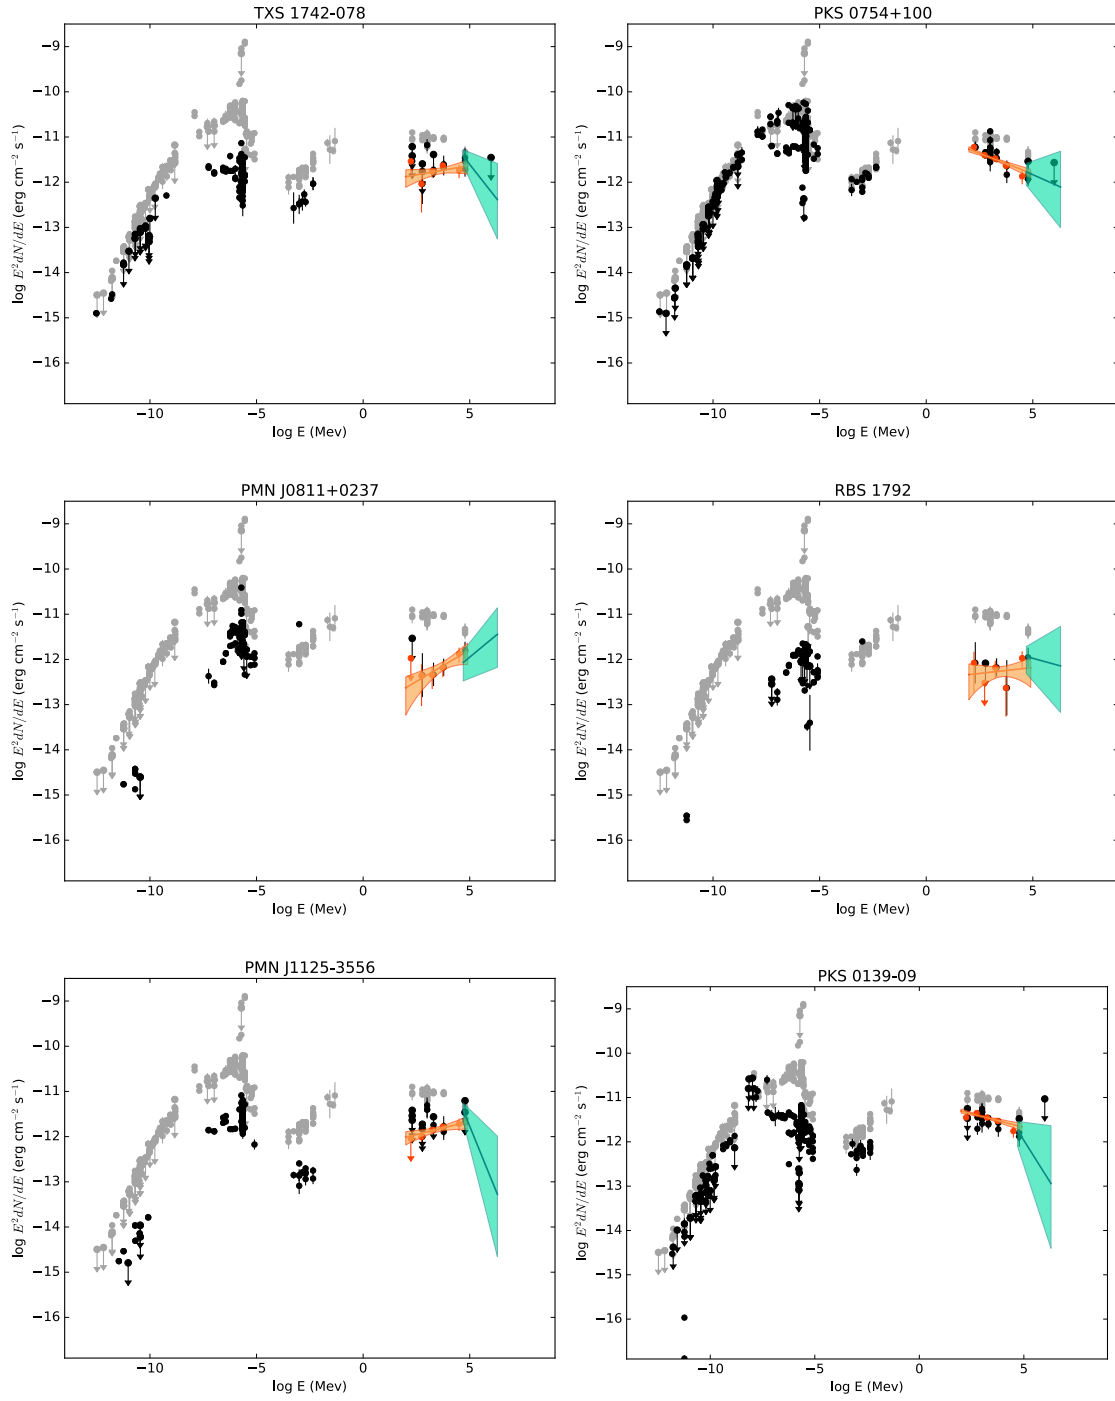 TXS 1742-078
log E²dN/dE (erg cm⁻² s⁻¹)
−9
−10
−11
−12
−13
−14
−15
−16
−10 −5 0 5
log E (Mev)
PKS 0754+100
log E²dN/dE (erg cm⁻² s⁻¹)
−9
−10
−11
−12
−13
−14
−15
−16
−10 −5 0 5
log E (Mev)
PMN J0811+0237
log E²dN/dE (erg cm⁻² s⁻¹)
−9
−10
−11
−12
−13
−14
−15
−16
−10 −5 0 5
log E (Mev)
RBS 1792
log E²dN/dE (erg cm⁻² s⁻¹)
−9
−10
−11
−12
−13
−14
−15
−16
−10 −5 0 5
log E (Mev)
PMN J1125-3556
log E²dN/dE (erg cm⁻² s⁻¹)
−9
−10
−11
−12
−13
−14
−15
−16
−10 −5 0 5
log E (Mev)
PKS 0139-09
log E²dN/dE (erg cm⁻² s⁻¹)
−9
−10
−11
−12
−13
−14
−15
−16
−10 −5 0 5
log E (Mev)